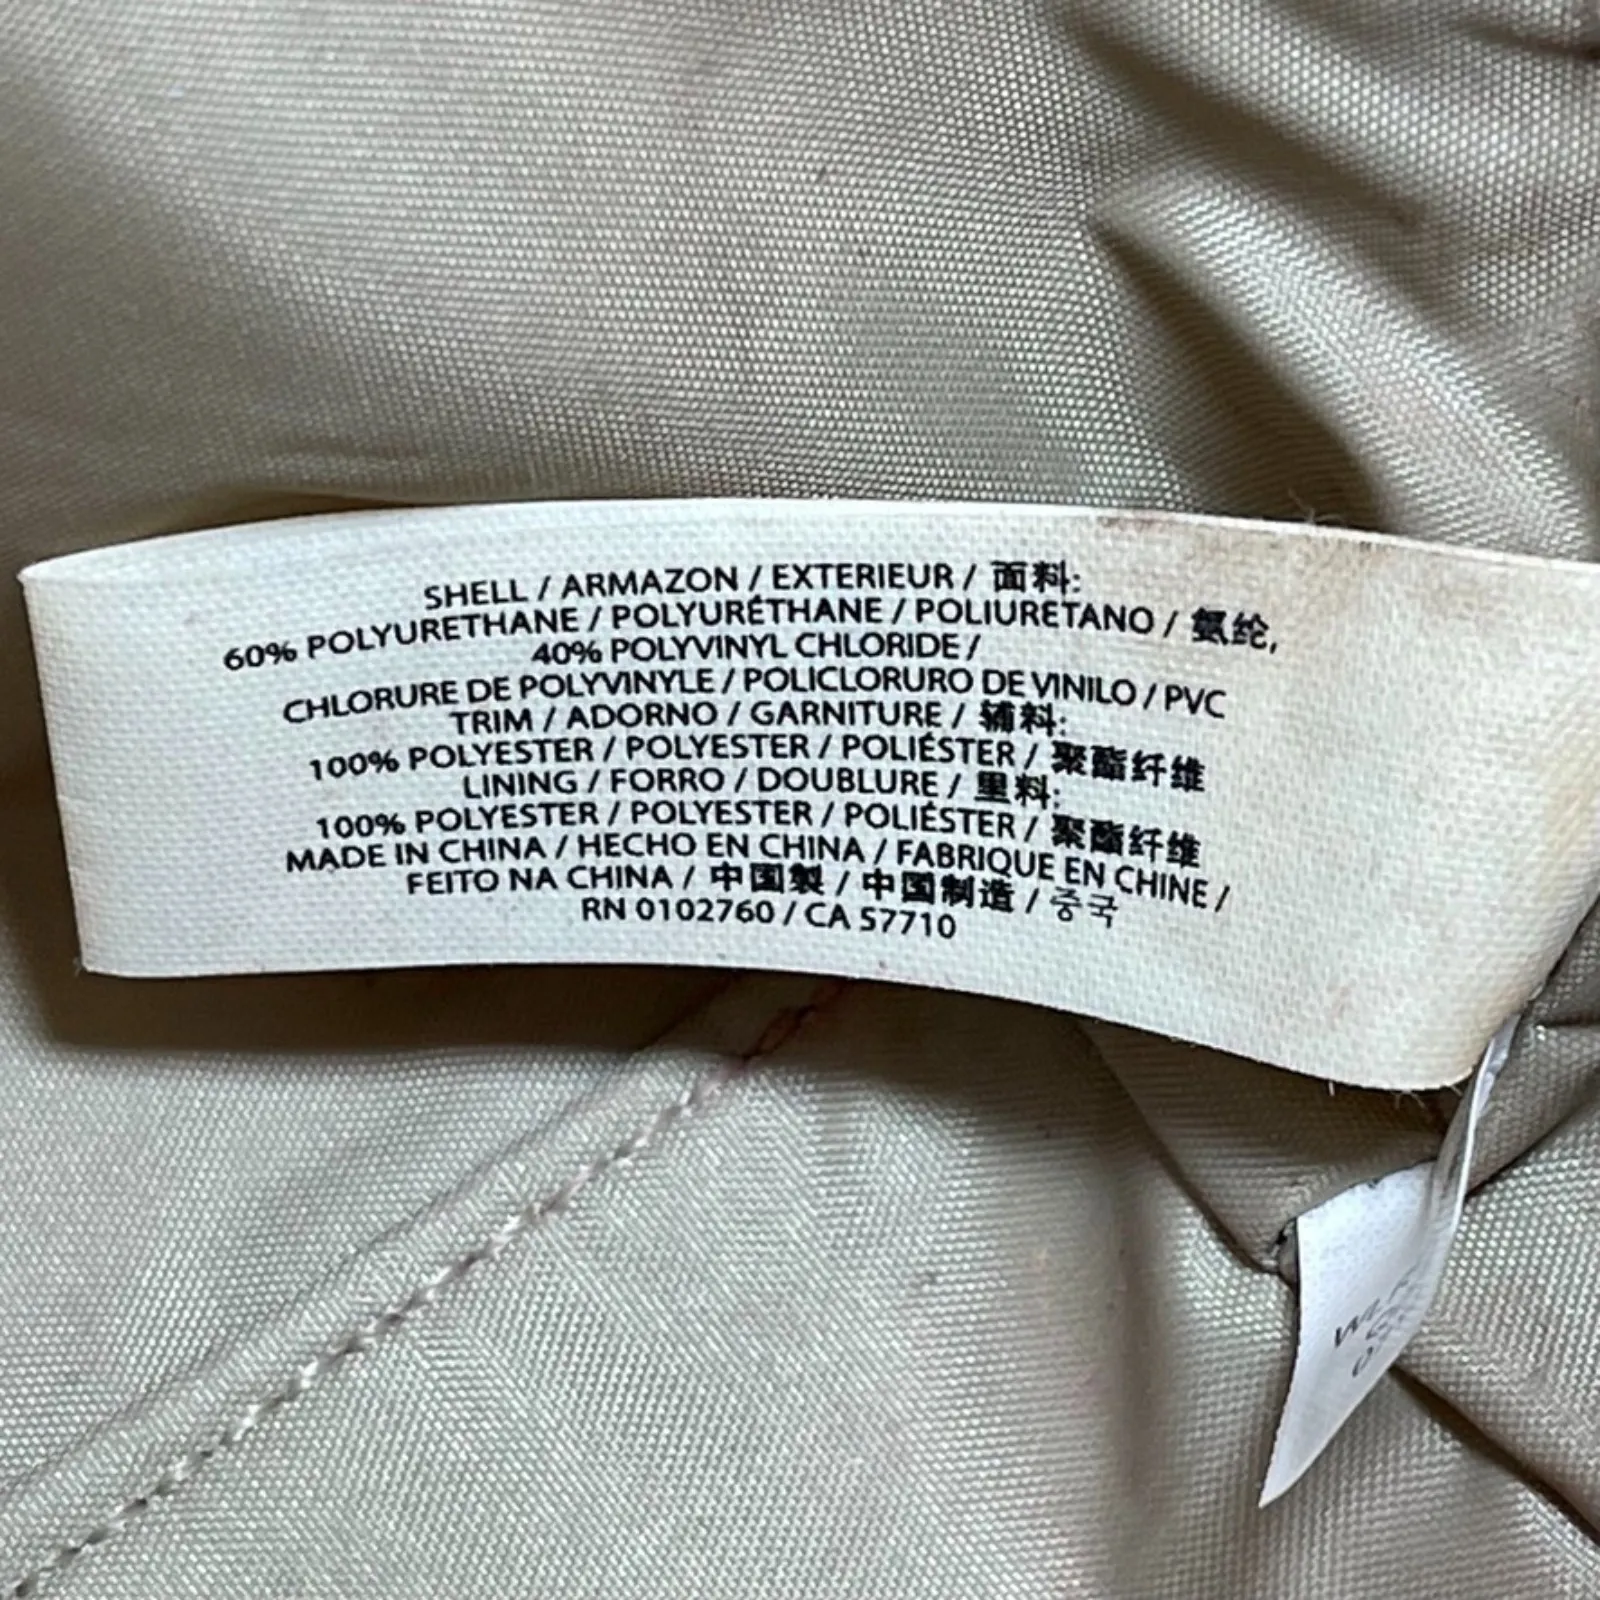 SHELL / ARMAZON / EXTERIEUR / 面料:
60% POLYURETHANE / POLYURÉTHANE / POLIURETANO / 氨纶,
40% POLYVINYL CHLORIDE /
CHLORURE DE POLYVINYLE / POLICLORURO DE VINILO / PVC
TRIM / ADORNO / GARNITURE / 辅料:
100% POLYESTER / POLYESTER / POLIÉSTER / 聚酯纤维
LINING / FORRO / DOUBLURE / 里料:
100% POLYESTER / POLYESTER / POLIÉSTER / 聚酯纤维
MADE IN CHINA / HECHO EN CHINA / FABRIQUE EN CHINE /
FEITO NA CHINA / 中国製 / 中国制造 / 중국
RN 0102760 / CA 57710